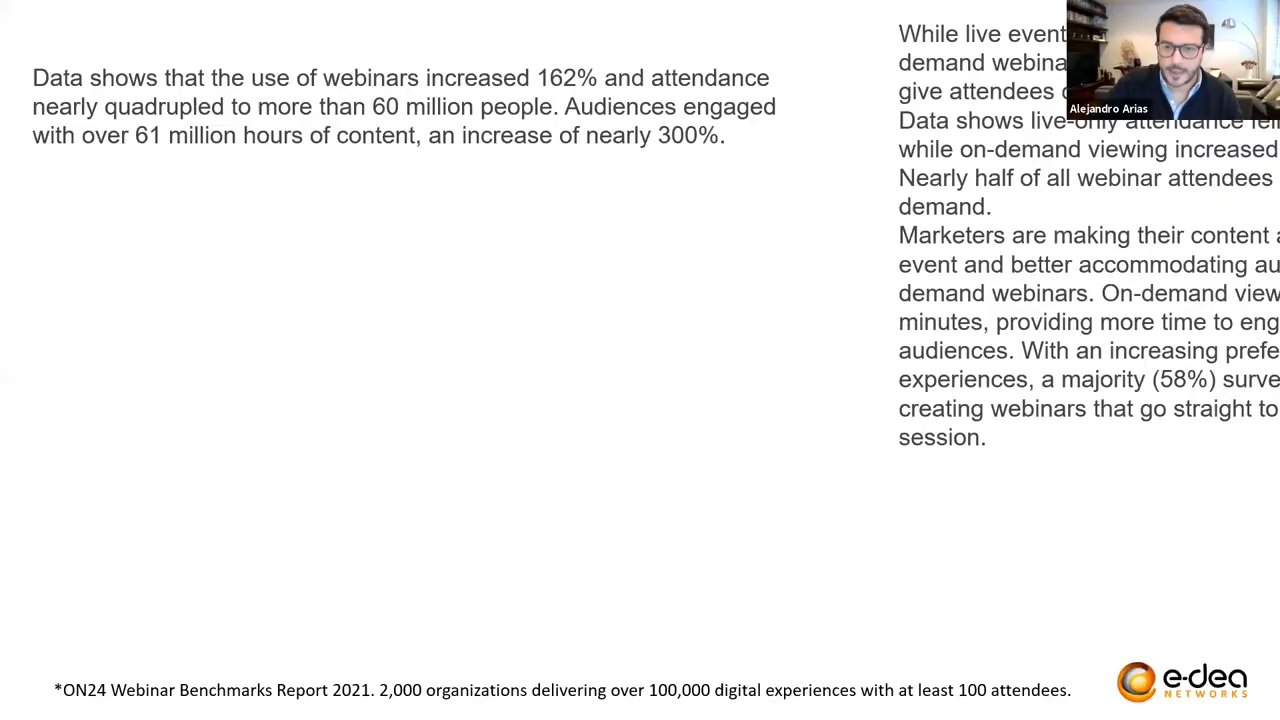 Data shows that the use of webinars increased 162% and attendance
nearly quadrupled to more than 60 million people. Audiences engaged
with over 61 million hours of content, an increase of nearly 300%.
While live event
demand webina
give attendees
Data shows live-only attendance fell
while on-demand viewing increased
Nearly half of all webinar attendees
demand.
Marketers are making their content a
event and better accommodating au
demand webinars. On-demand view
minutes, providing more time to eng
audiences. With an increasing prefe
experiences, a majority (58%) surve
creating webinars that go straight to
session.
Alejandro Arias
*ON24 Webinar Benchmarks Report 2021. 2,000 organizations delivering over 100,000 digital experiences with at least 100 attendees.
e-dea
NETWORKS